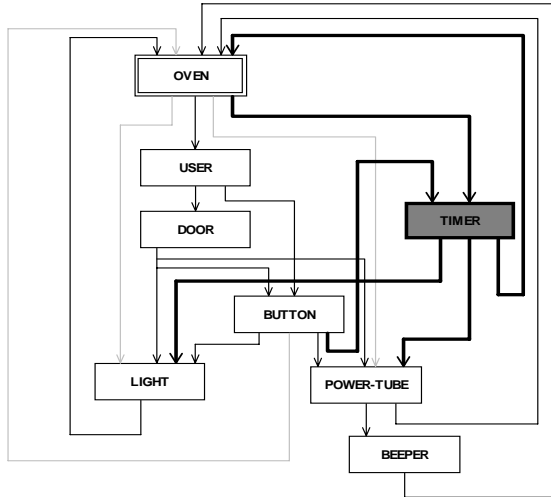 OVEN
USER
DOOR
TIMER
BUTTON
LIGHT
POWER-TUBE
BEEPER